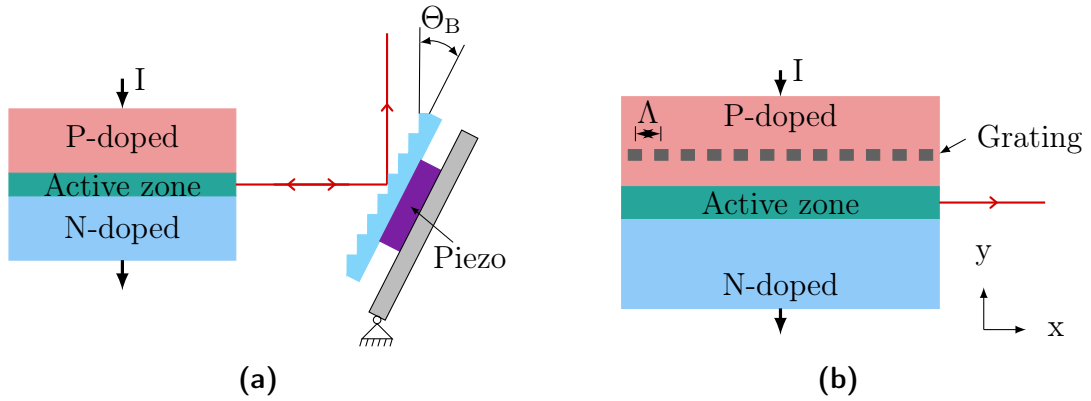 Θ_B
I
P-doped
Active zone
N-doped
Piezo
(a)
I
Λ
P-doped
Grating
Active zone
N-doped
y
x
(b)